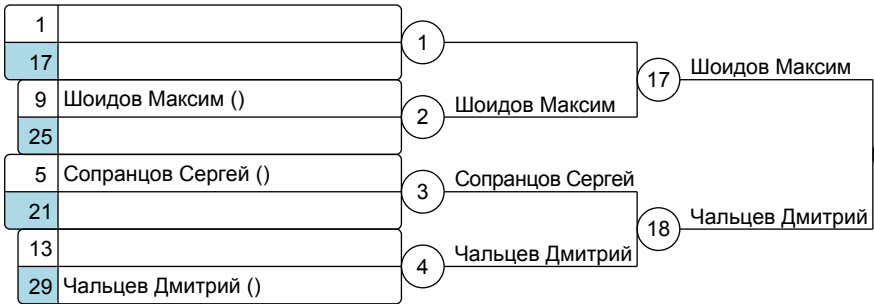 1
17
9 Шоидов Максим ()
25
5 Сопранцов Сергей ()
21
13
29 Чальцев Дмитрий ()
1
2
3
4
Шоидов Максим
Сопранцов Сергей
Чальцев Дмитрий
17
18
Шоидов Максим
Чальцев Дмитрий